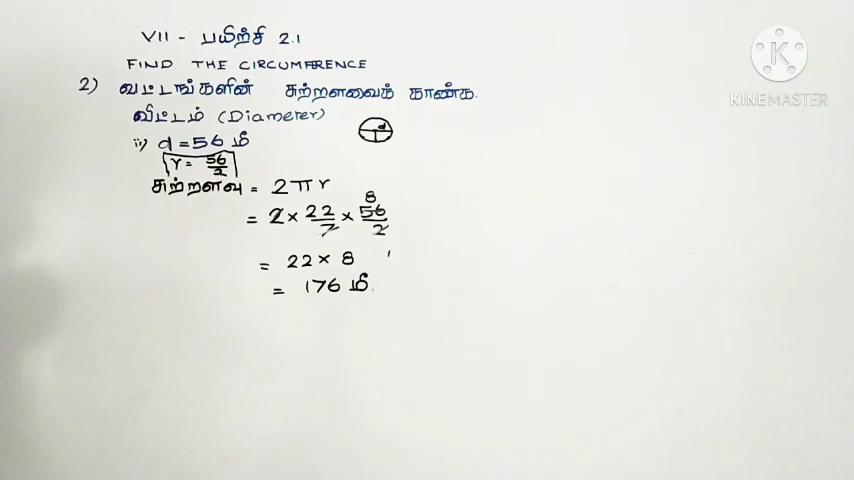 VII - பயிற்சி 2.1
FIND THE CIRCUMFERENCE
2) வட்டங்களின் சுற்றளவைக் காண்க.
விட்டம் (Diameter)
d
ii) d = 56 மீ
r = 56/2
சுற்றளவு = 2πr
= 2 × 22/7 × 56/2 8
= 22 × 8
= 176 மீ.
K
KINEMASTER